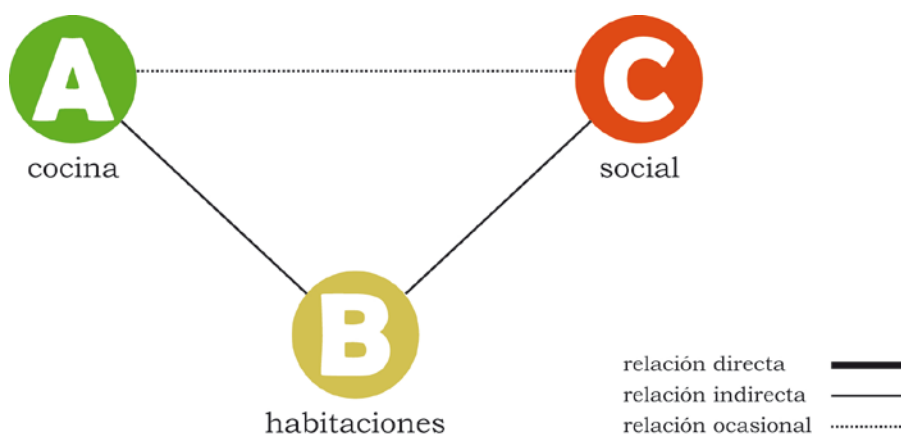 A
C
cocina
social
B
habitaciones
relación directa
relación indirecta
relación ocasional